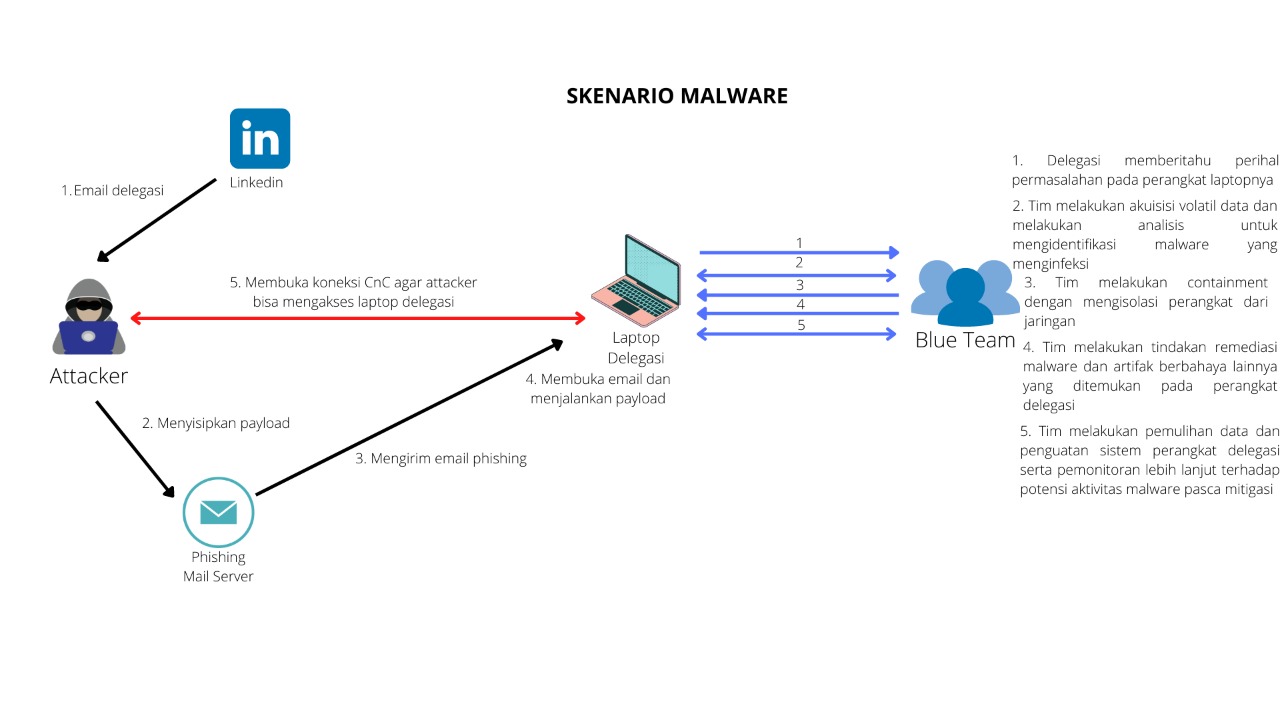 SKENARIO MALWARE
in
Linkedin
1.Email delegasi
5. Membuka koneksi CnC agar attacker
bisa mengakses laptop delegasi
Attacker
2. Menyisipkan payload
3. Mengirim email phishing
Phishing
Mail Server
Laptop
Delegasi
4. Membuka email dan
menjalankan payload
1
2
3
4
5
Blue Team
1. Delegasi memberitahu perihal
permasalahan pada perangkat laptopnya
2. Tim melakukan akuisisi volatil data dan
melakukan analisis untuk
mengidentifikasi malware yang
menginfeksi
3. Tim melakukan containment
dengan mengisolasi perangkat dari
jaringan
4. Tim melakukan tindakan remediasi
malware dan artifak berbahaya lainnya
yang ditemukan pada perangkat
delegasi
5. Tim melakukan pemulihan data dan
penguatan sistem perangkat delegasi
serta pemonitoran lebih lanjut terhadap
potensi aktivitas malware pasca mitigasi